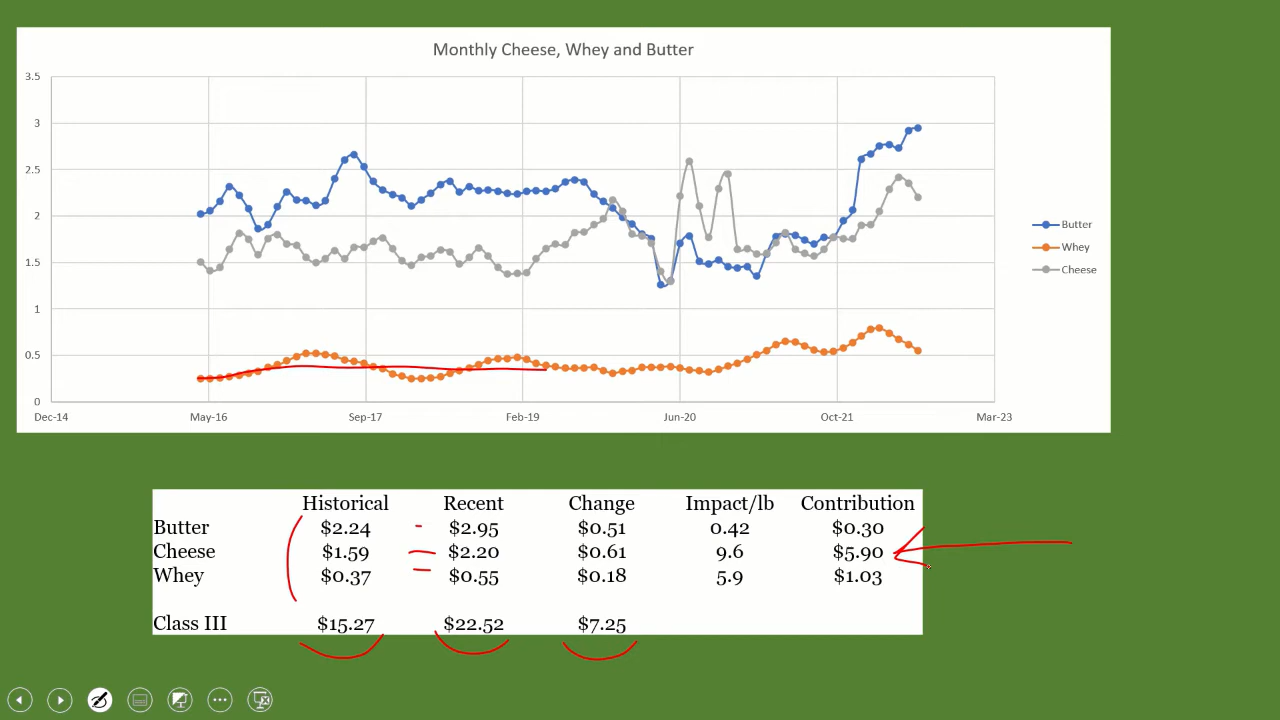 Monthly Cheese, Whey and Butter
3.5
3
2.5
2
1.5
1
0.5
0
Dec-14 May-16 Sep-17 Feb-19 Jun-20 Oct-21 Mar-23
Butter
Whey
Cheese
Historical Recent Change Impact/lb Contribution
Butter $2.24 $2.95 $0.51 0.42 $0.30
Cheese $1.59 $2.20 $0.61 9.6 $5.90
Whey $0.37 $0.55 $0.18 5.9 $1.03
Class III $15.27 $22.52 $7.25